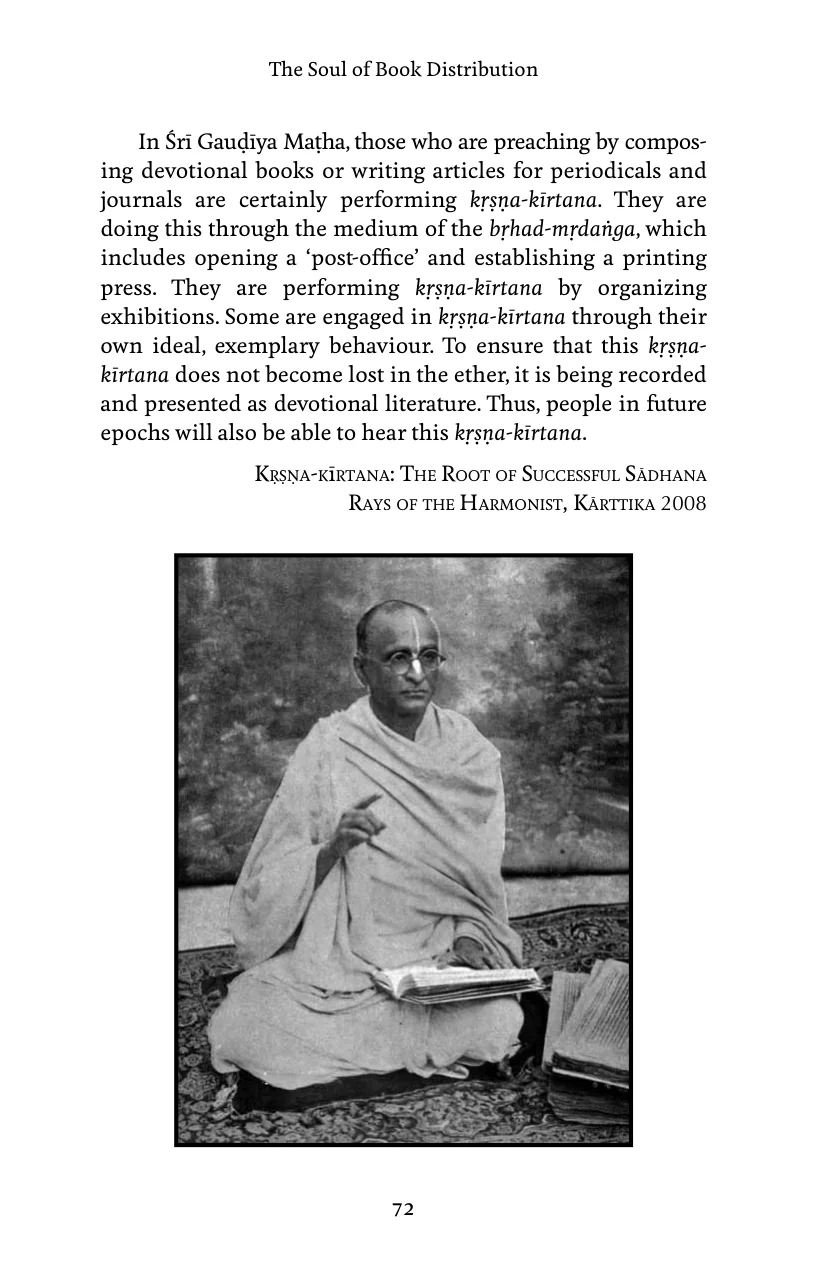 The Soul of Book Distribution
In Śrī Gauḍīya Maṭha, those who are preaching by compos-
ing devotional books or writing articles for periodicals and
journals are certainly performing kṛṣṇa-kīrtana. They are
doing this through the medium of the bṛhad-mṛdaṅga, which
includes opening a ‘post-office’ and establishing a printing
press. They are performing kṛṣṇa-kīrtana by organizing
exhibitions. Some are engaged in kṛṣṇa-kīrtana through their
own ideal, exemplary behaviour. To ensure that this kṛṣṇa-
kīrtana does not become lost in the ether, it is being recorded
and presented as devotional literature. Thus, people in future
epochs will also be able to hear this kṛṣṇa-kīrtana.
Kṛṣṇa-kīrtana: The Root of Successful Sādhana
Rays of the Harmonist, Kārttika 2008
72